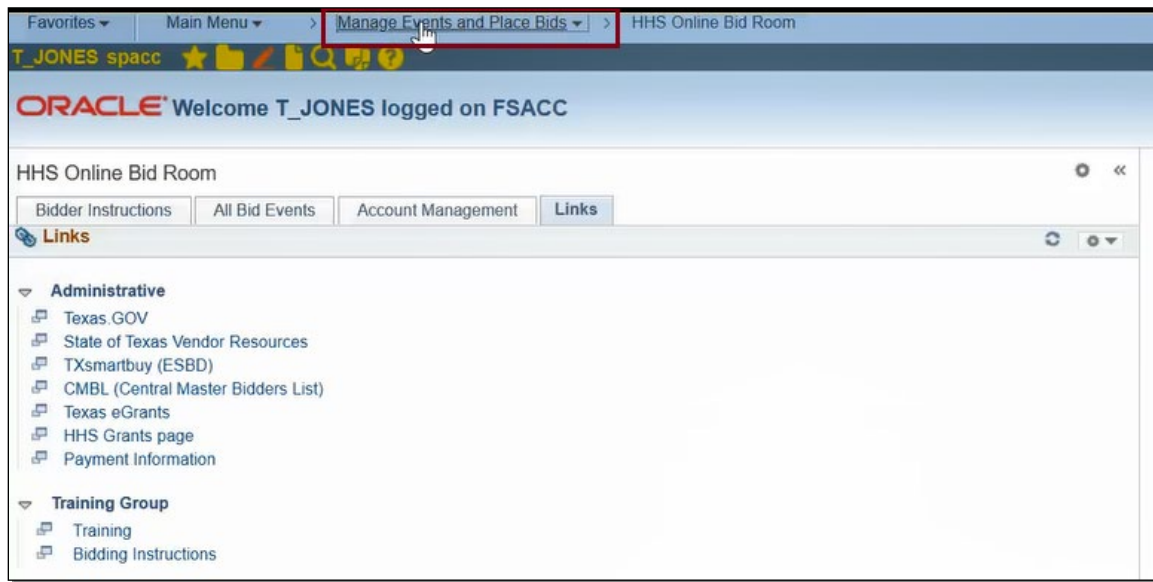 Favorites Main Menu > Manage Events and Place Bids > HHS Online Bid Room
T_JONES spacc
ORACLE Welcome T_JONES logged on FSACC
HHS Online Bid Room
Bidder Instructions All Bid Events Account Management Links
Links
Administrative
Texas.GOV
State of Texas Vendor Resources
TXsmartbuy (ESBD)
CMBL (Central Master Bidders List)
Texas eGrants
HHS Grants page
Payment Information
Training Group
Training
Bidding Instructions